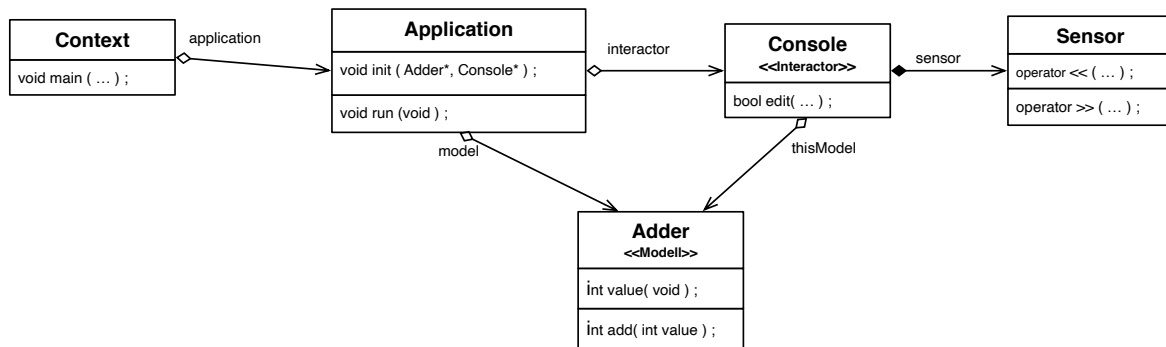 Context
void main ( … ) ;
application
Application
void init ( Adder*, Console* ) ;
void run (void ) ;
interactor
Console
<<Interactor>>
bool edit( … ) ;
sensor
Sensor
operator << ( … ) ;
operator >> ( … ) ;
model
thisModel
Adder
<<Modell>>
int value( void ) ;
int add( int value ) ;